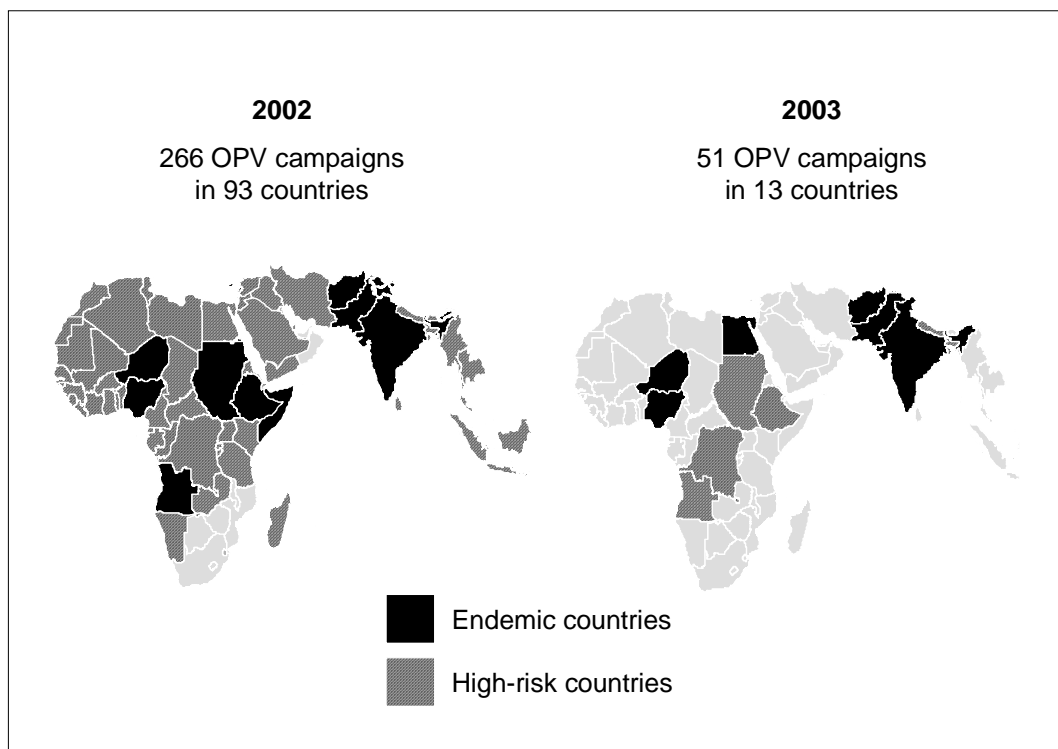 2002
266 OPV campaigns
in 93 countries
2003
51 OPV campaigns
in 13 countries
Endemic countries
High-risk countries